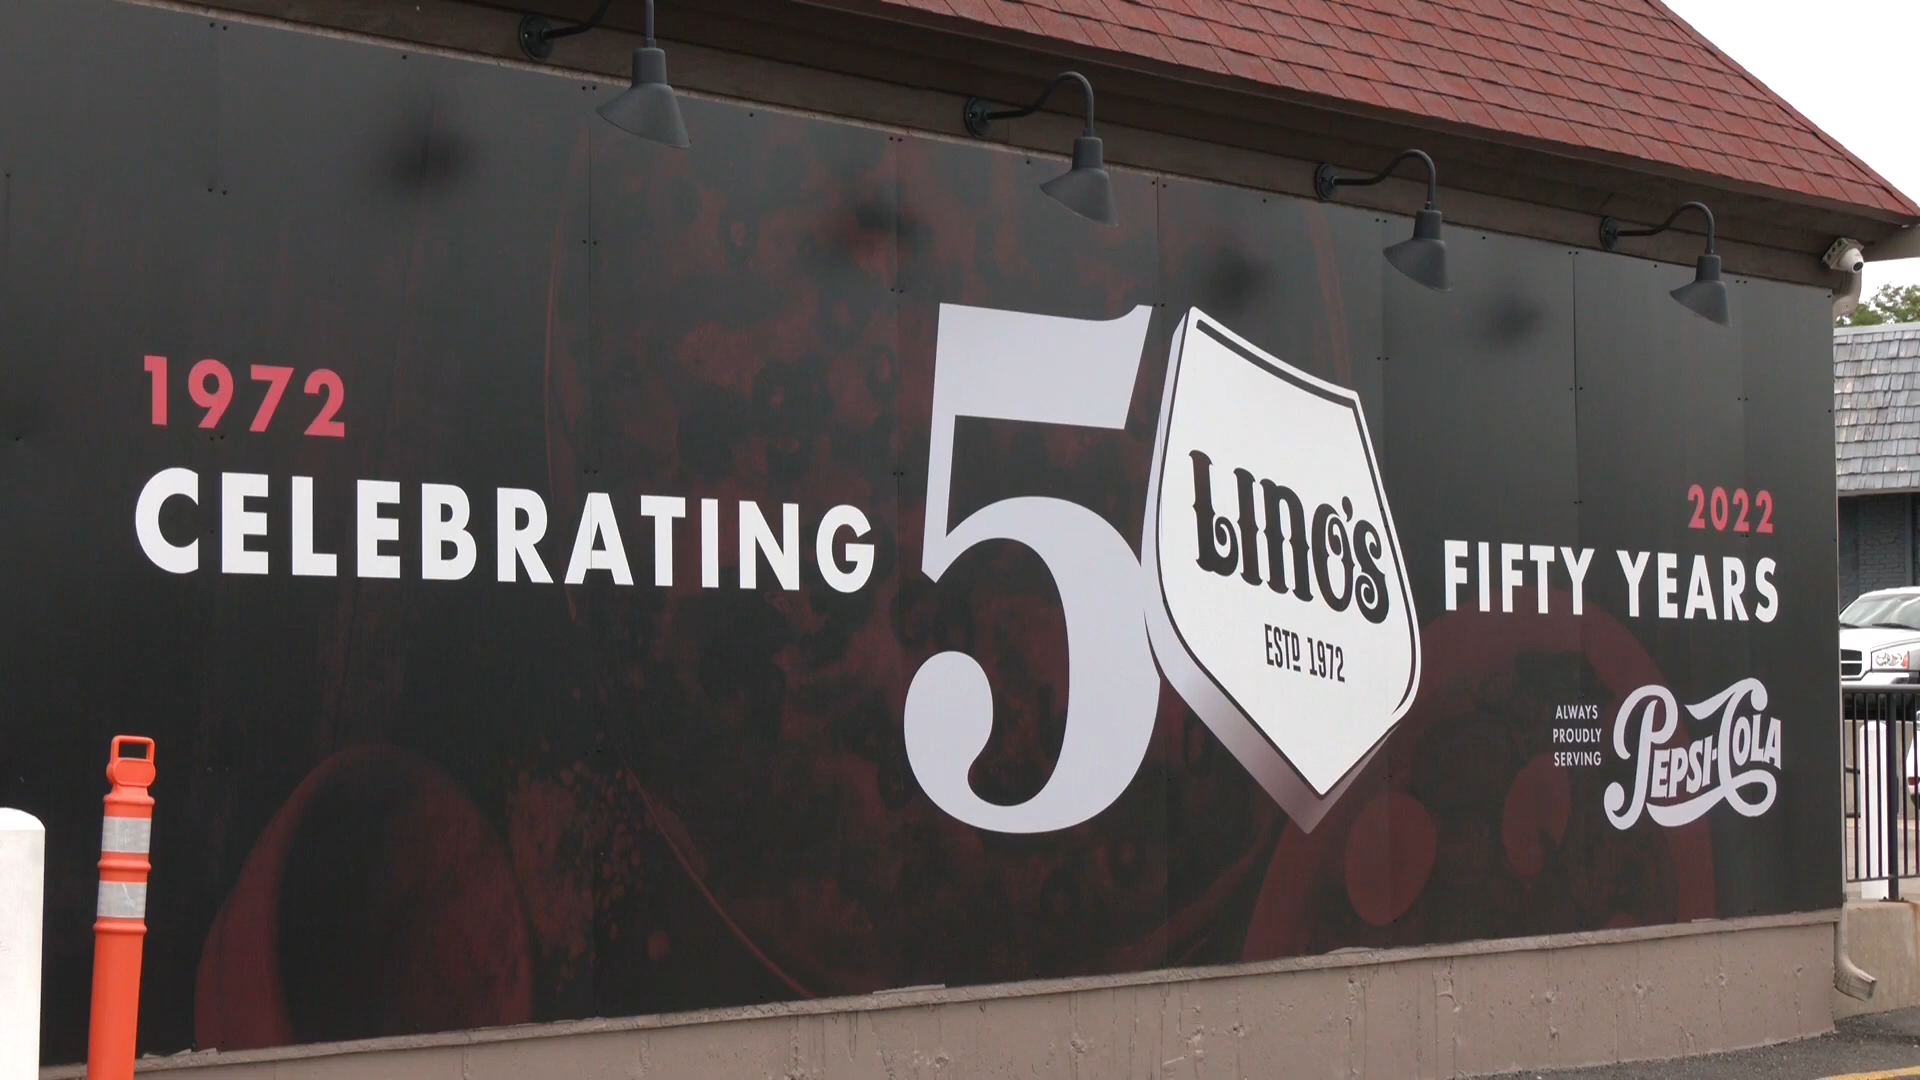 1972
CELEBRATING
5
LINO'S
ESTD 1972
2022
FIFTY YEARS
ALWAYS
PROUDLY
SERVING
PEPSI-COLA